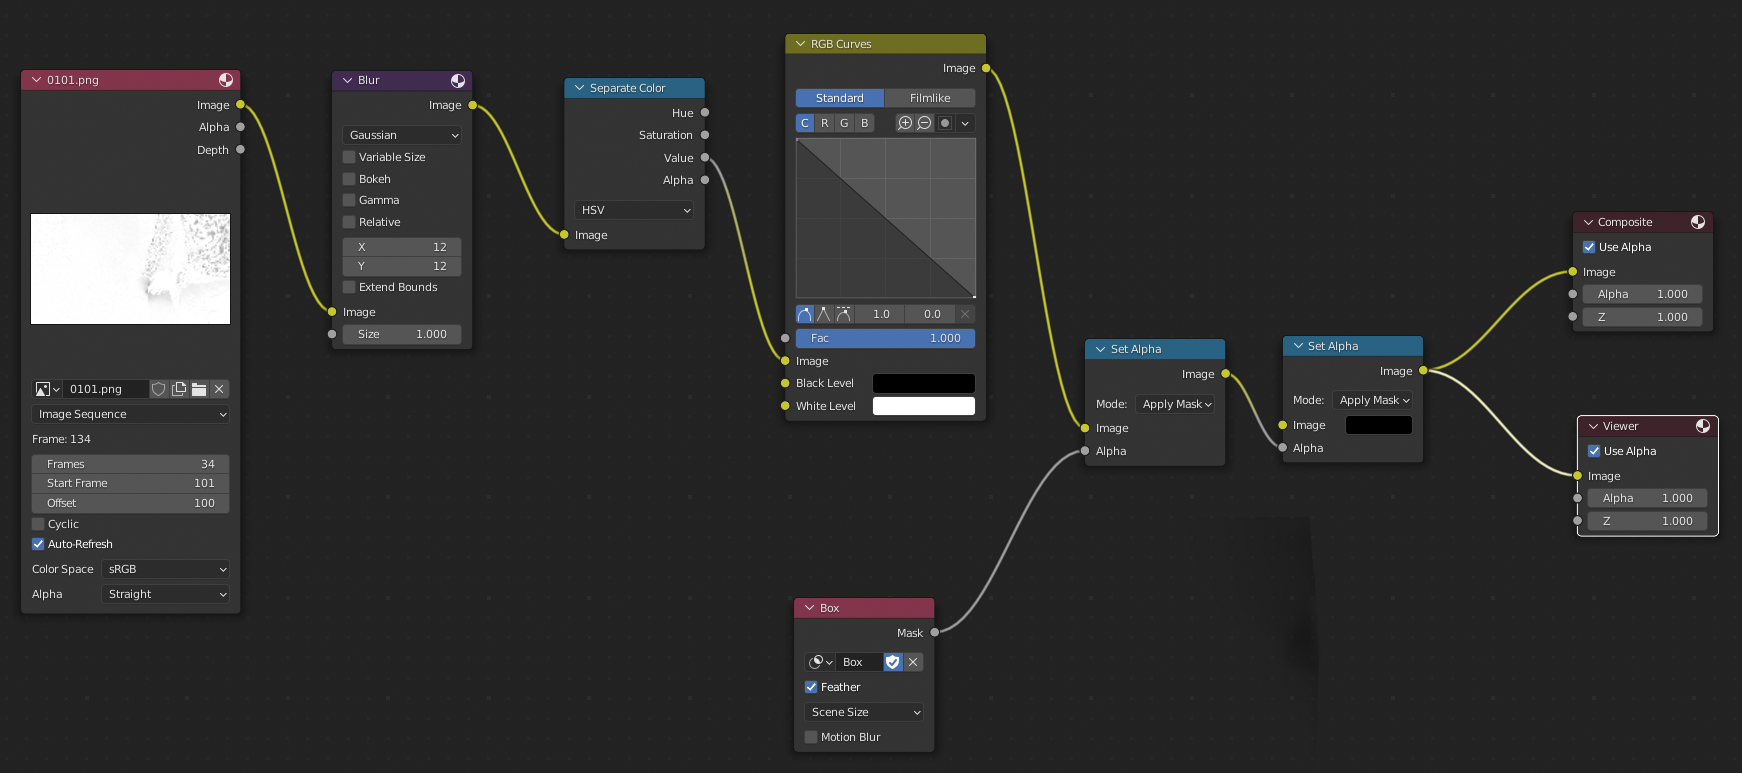 0101.png
Image
Alpha
Depth
0101.png
Image Sequence
Frame: 134
Frames 34
Start Frame 101
Offset 100
Cyclic
Auto-Refresh
Color Space sRGB
Alpha Straight
Blur
Image
Gaussian
Variable Size
Bokeh
Gamma
Relative
X 12
Y 12
Extend Bounds
Image
Size 1.000
Separate Color
Hue
Saturation
Value
Alpha
HSV
Image
RGB Curves
Image
Standard Filmlike
C R G B
1.0 0.0
Fac 1.000
Image
Black Level
White Level
Box
Mask
Box
Feather
Scene Size
Motion Blur
Set Alpha
Image
Mode: Apply Mask
Image
Alpha
Set Alpha
Image
Mode: Apply Mask
Image
Alpha
Composite
Use Alpha
Image
Alpha 1.000
Z 1.000
Viewer
Use Alpha
Image
Alpha 1.000
Z 1.000